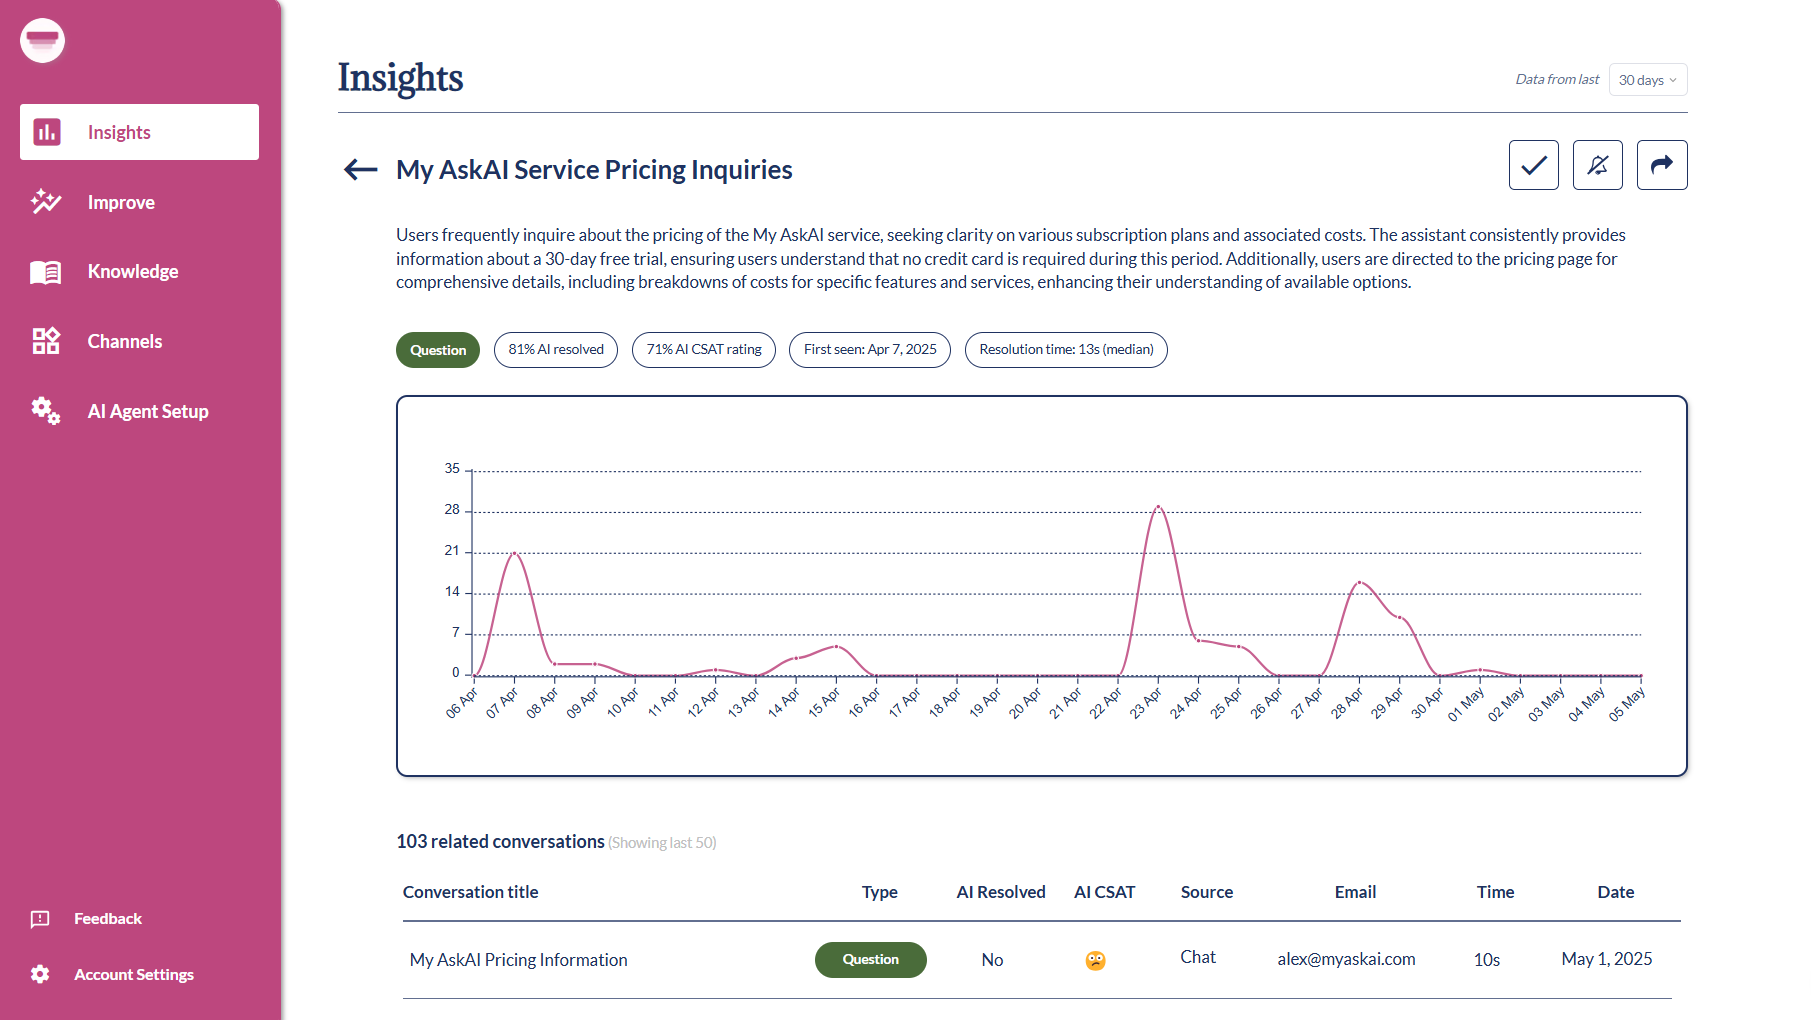 Insights
Improve
Knowledge
Channels
AI Agent Setup
Feedback
Account Settings
Insights
Data from last
30 days
My AskAI Service Pricing Inquiries
Users frequently inquire about the pricing of the My AskAI service, seeking clarity on various subscription plans and associated costs. The assistant consistently provides
information about a 30-day free trial, ensuring users understand that no credit card is required during this period. Additionally, users are directed to the pricing page for
comprehensive details, including breakdowns of costs for specific features and services, enhancing their understanding of available options.
Question 81% AI resolved 71% AI CSAT rating First seen: Apr 7, 2025 Resolution time: 13s (median)
35
28
21
14
7
0
06 Apr 07 Apr 08 Apr 09 Apr 10 Apr 11 Apr 12 Apr 13 Apr 14 Apr 15 Apr 16 Apr 17 Apr 18 Apr 19 Apr 20 Apr 21 Apr 22 Apr 23 Apr 24 Apr 25 Apr 26 Apr 27 Apr 28 Apr 29 Apr 30 Apr 01 May 02 May 03 May 04 May 05 May
103 related conversations (Showing last 50)
Conversation title Type AI Resolved AI CSAT Source Email Time Date
My AskAI Pricing Information Question No Chat alex@myaskai.com 10s May 1, 2025